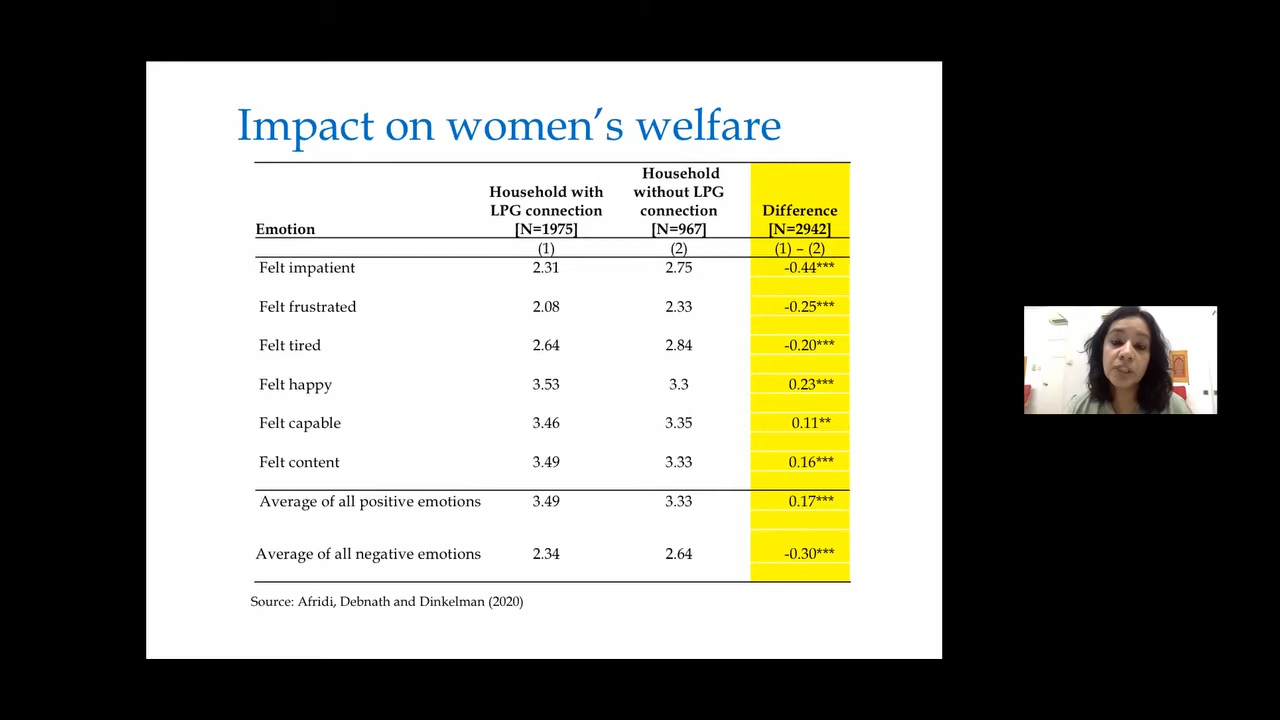 Impact on women’s welfare
Emotion
Household with LPG connection [N=1975]
Household without LPG connection [N=967]
Difference [N=2942]
(1) (2) (1) – (2)
Felt impatient 2.31 2.75 -0.44***
Felt frustrated 2.08 2.33 -0.25***
Felt tired 2.64 2.84 -0.20***
Felt happy 3.53 3.3 0.23***
Felt capable 3.46 3.35 0.11**
Felt content 3.49 3.33 0.16***
Average of all positive emotions 3.49 3.33 0.17***
Average of all negative emotions 2.34 2.64 -0.30***
Source: Afridi, Debnath and Dinkelman (2020)